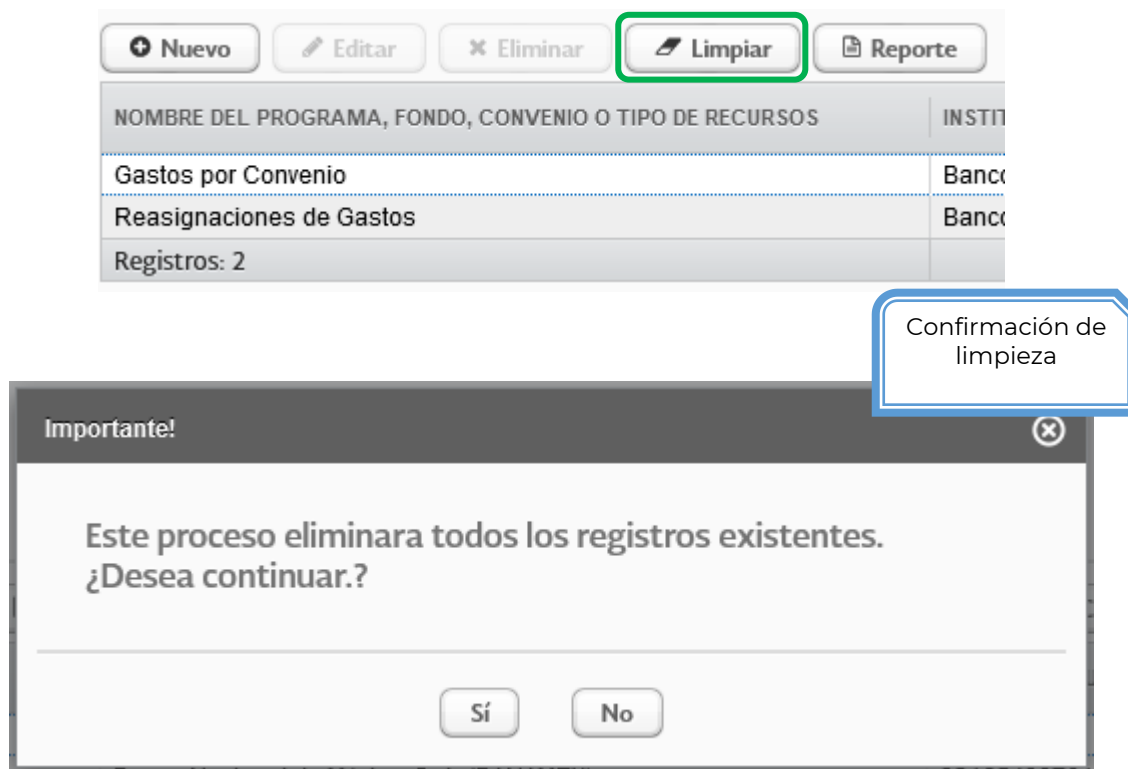 Nuevo Editar Eliminar Limpiar Reporte
NOMBRE DEL PROGRAMA, FONDO, CONVENIO O TIPO DE RECURSOS INSTIT
Gastos por Convenio Banco
Reasignaciones de Gastos Banco
Registros: 2
Confirmación de
limpieza
Importante!
Este proceso eliminara todos los registros existentes.
¿Desea continuar.?
Sí No